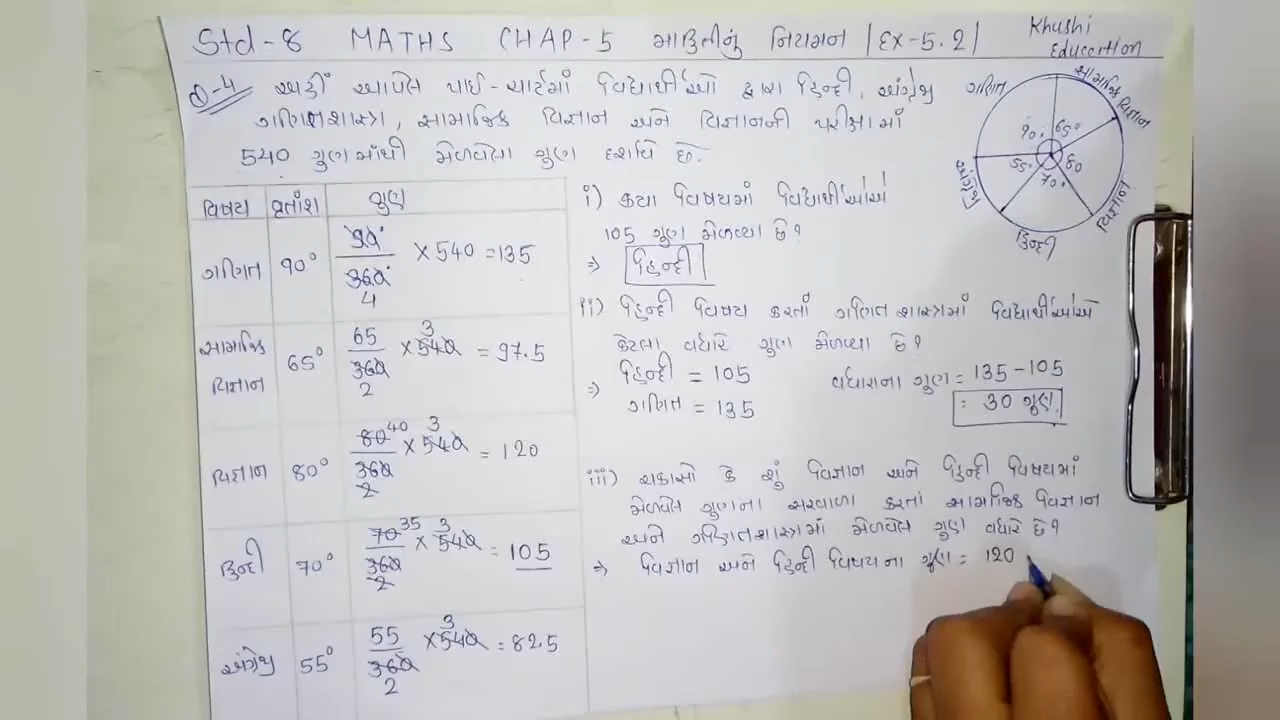 Std-8 MATHS CHAP-5 માહિતીનું નિયમન |Ex-5.2|
Khushi
Education
Q-4 અહીં આપેલ પાઈ-ચાર્ટમાં વિદ્યાર્થીઓ દ્વારા હિન્દી, અંગ્રેજી
ગણિતશાસ્ત્ર, સામાજિક વિજ્ઞાન અને વિજ્ઞાનની પરીક્ષામાં
540 ગુણમાંથી મેળવેલા ગુણ દર્શાવે છે.
ગણિત
સામાજિક વિજ્ઞાન
90° 65°
55° 80
70°
અંગ્રેજી
વિજ્ઞાન
હિન્દી
વિષય વૃતાંશ ગુણ
ગણિત 90° 90/360 × 540 = 135
4
સામાજિક વિજ્ઞાન 65° 65/360 × 540 = 97.5
3
2
વિજ્ઞાન 80° 80/360 × 540 = 120
40 3
2
હિન્દી 70° 70/360 × 540 = 105
35 3
2
અંગ્રેજી 55° 55/360 × 540 = 82.5
3
2
i) કયા વિષયમાં વિદ્યાર્થીઓએ
105 ગુણ મેળવ્યા છે?
⇒ હિન્દી
ii) હિન્દી વિષય કરતાં ગણિતશાસ્ત્રમાં વિદ્યાર્થીઓએ
કેટલા વધારે ગુણ મેળવ્યા છે?
⇒ હિન્દી = 105
ગણિત = 135
વધારાના ગુણ = 135 - 105
= 30 ગુણ
iii) ચકાસો કે શું વિજ્ઞાન અને હિન્દી વિષયમાં
મેળવેલ ગુણના સરવાળા કરતાં સામાજિક વિજ્ઞાન
અને ગણિતશાસ્ત્રમાં મેળવેલ ગુણ વધારે છે?
⇒ વિજ્ઞાન અને હિન્દી વિષયના ગુણ = 120